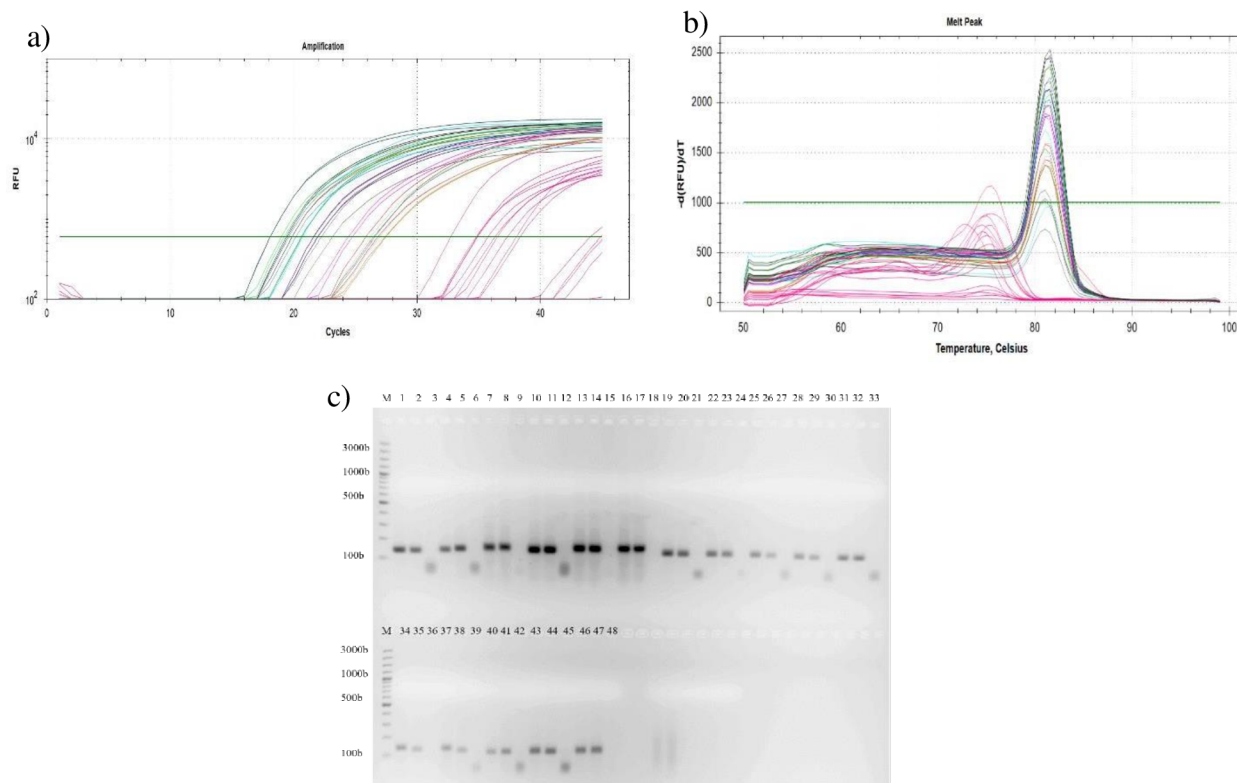 a)
Amplification
10⁴
RFU
10²
0 10 20 30 40
Cycles
b)
Melt Peak
2500
2000
1500
1000
500
0
-d(RFU)/dT
50 60 70 80 90 100
Temperature, Celsius
c)
M 1 2 3 4 5 6 7 8 9 10 11 12 13 14 15 16 17 18 19 20 21 22 23 24 25 26 27 28 29 30 31 32 33
3000b
1000b
500b
100b
M 34 35 36 37 38 39 40 41 42 43 44 45 46 47 48
3000b
1000b
500b
100b